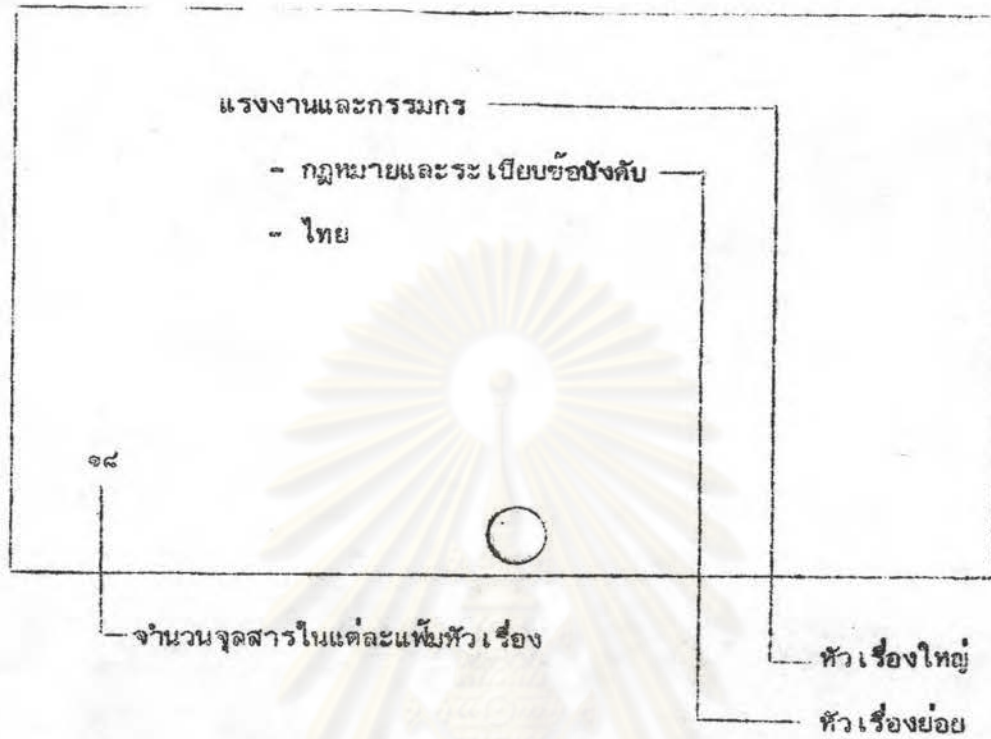 แรงงานและกรรมกร
- กฎหมายและระเบียบข้อบังคับ
- ไทย
๑๘
จำนวนจุลสารในแต่ละแฟ้มหัวเรื่อง
หัวเรื่องใหญ่
หัวเรื่องย่อย